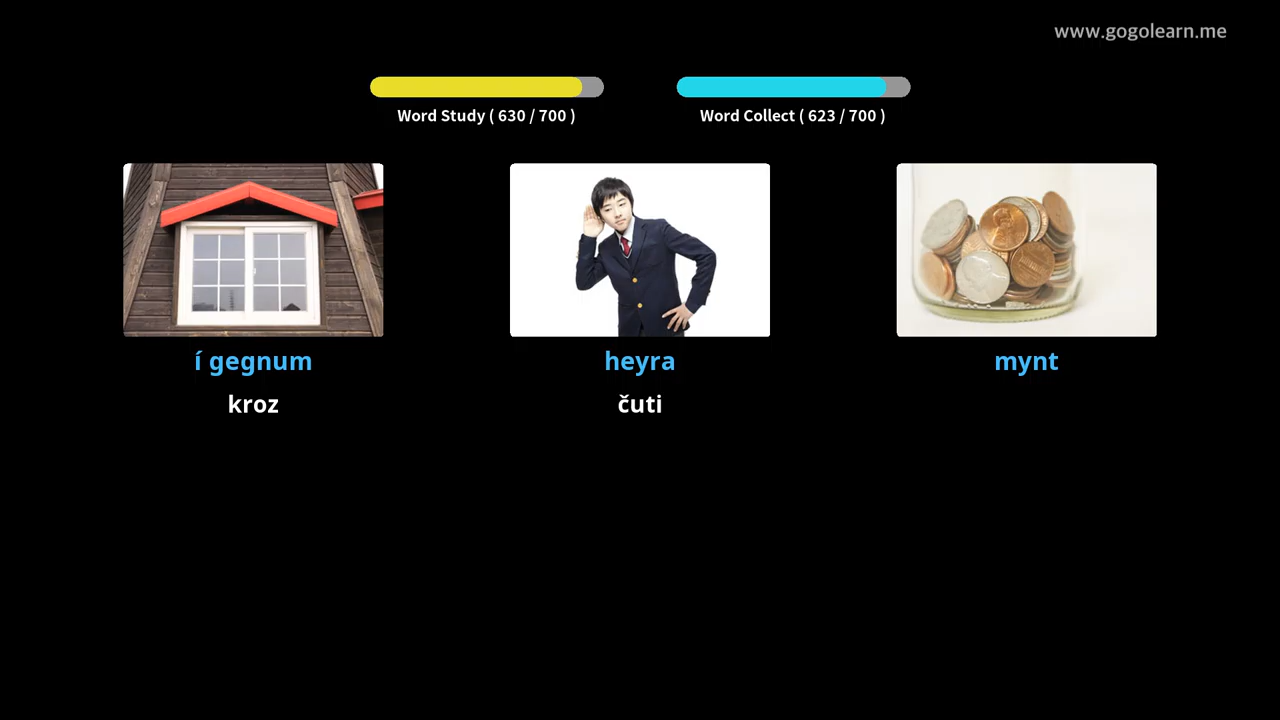 www.gogolearn.me
Word Study ( 630 / 700 )
Word Collect ( 623 / 700 )
í gegnum
heyra
mynt
kroz
čuti